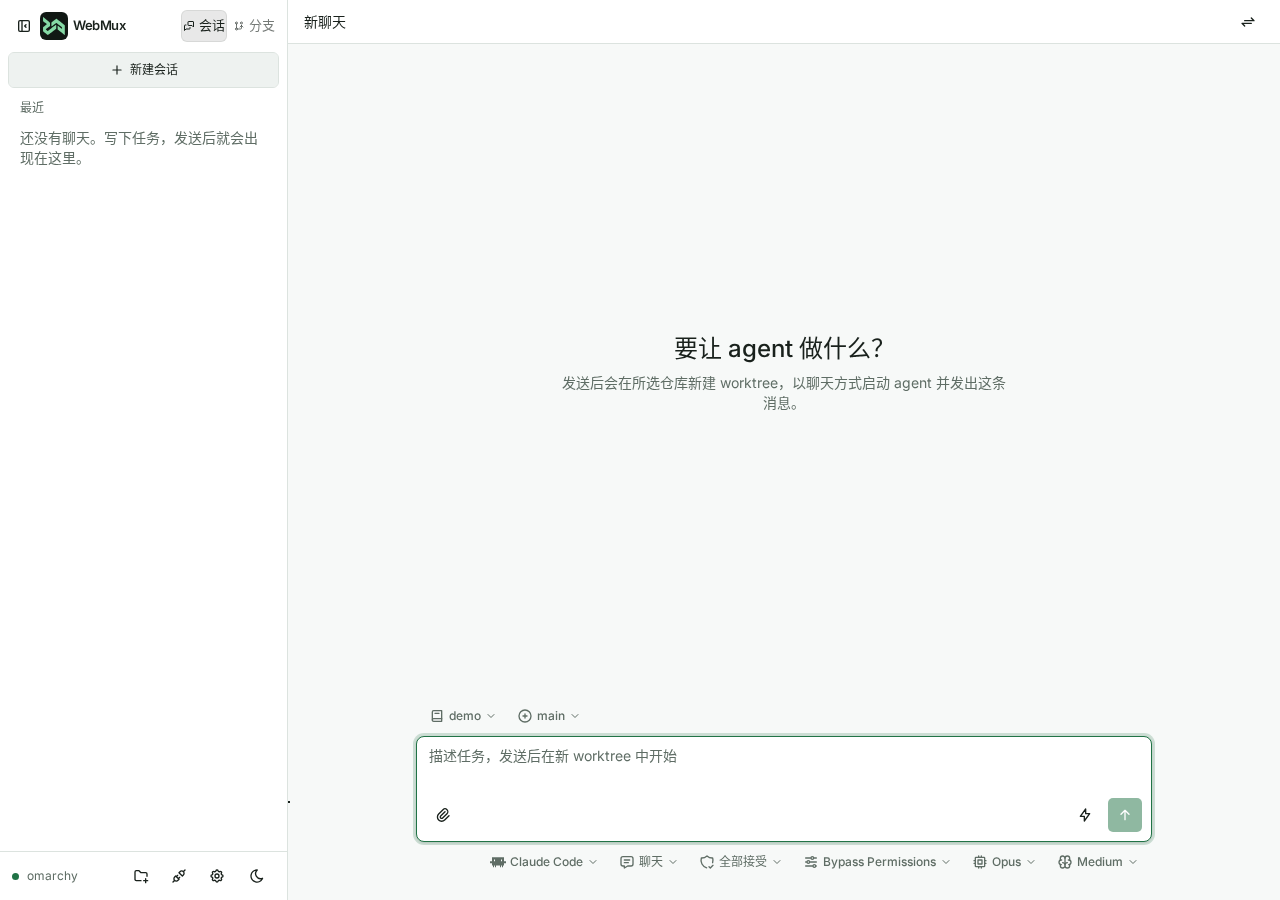 WebMux
会话
分支
新聊天
新建会话
最近
还没有聊天。写下任务，发送后就会出
现在这里。
要让 agent 做什么？
发送后会在所选仓库新建 worktree，以聊天方式启动 agent 并发出这条
消息。
demo
main
描述任务，发送后在新 worktree 中开始
Claude Code
聊天
全部接受
Bypass Permissions
Opus
Medium
omarchy